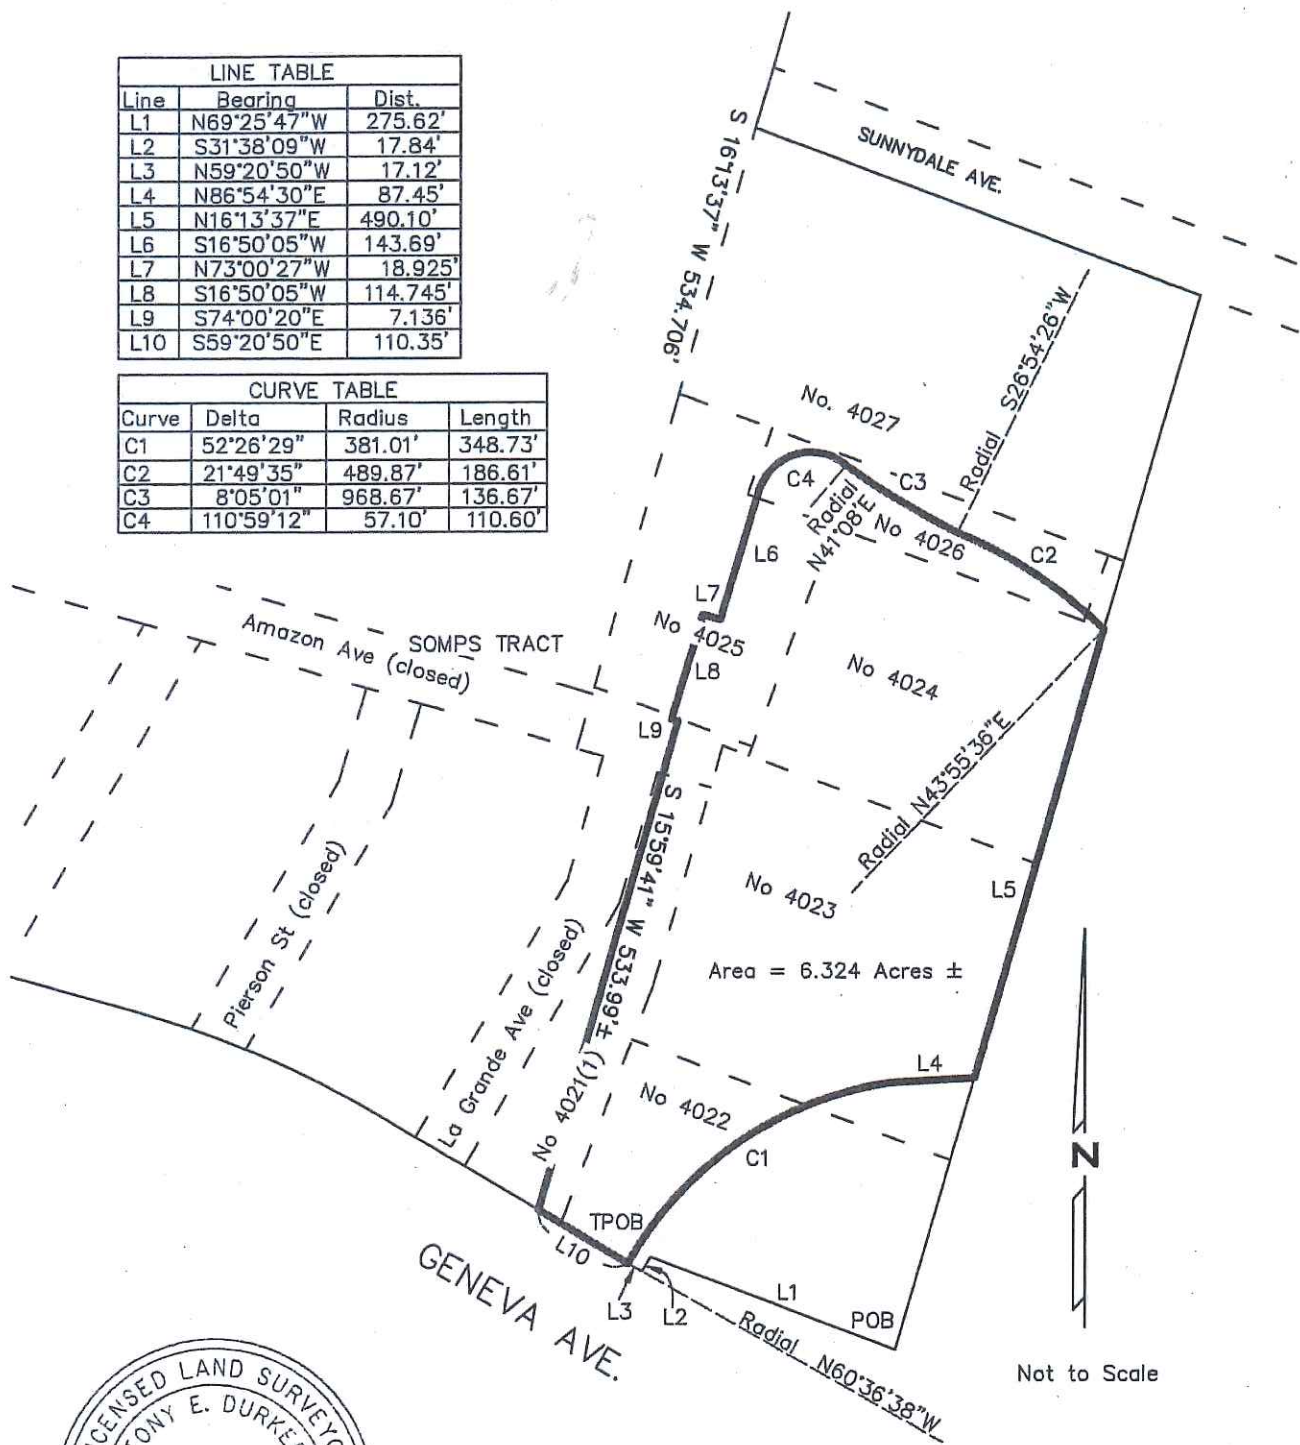 LINE TABLE
Line Bearing Dist.
L1 N69°25'47"W 275.62'
L2 S31°38'09"W 17.84'
L3 N59°20'50"W 17.12'
L4 N86°54'30"E 87.45'
L5 N16°13'37"E 490.10'
L6 S16°50'05"W 143.69'
L7 N73°00'27"W 18.925'
L8 S16°50'05"W 114.745'
L9 S74°00'20"E 7.136'
L10 S59°20'50"E 110.35'
CURVE TABLE
Curve Delta Radius Length
C1 52°26'29" 381.01' 348.73'
C2 21°49'35" 489.87' 186.61'
C3 8°05'01" 968.67' 136.67'
C4 110°59'12" 57.10' 110.60'
SUNNYDALE AVE.
S 16°13'37" W 534.706'
S26°54'26"W
Radial
No. 4027
C4
C3
Radial
N41°08'E
No 4026
C2
L6
L7
No 4025
L8
L9
No 4024
Amazon Ave (closed)
SOMPS TRACT
Radial N43°55'36"E
S 15°59'41" W 533.99'±
No 4023
L5
Area = 6.324 Acres ±
Pierson St (closed)
La Grande Ave (closed)
No 4021(1)
No 4022
L4
C1
N
TPOB
L10
L3
L2
L1
POB
GENEVA AVE.
Radial N60°36'38"W
Not to Scale
LAND
TONY E.